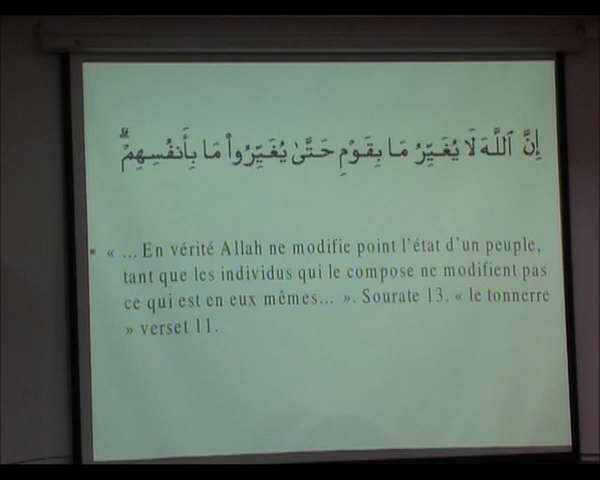 إِنَّ ٱللَّهَ لَا يُغَيِّرُ مَا بِقَوْمٍ حَتَّىٰ يُغَيِّرُوا۟ مَا بِأَنفُسِهِمْ ۗ
▪ « ... En vérité Allah ne modifie point l'état d'un peuple,
tant que les individus qui le compose ne modifient pas
ce qui est en eux mêmes... ». Sourate 13. « le tonnerre
» verset 11.